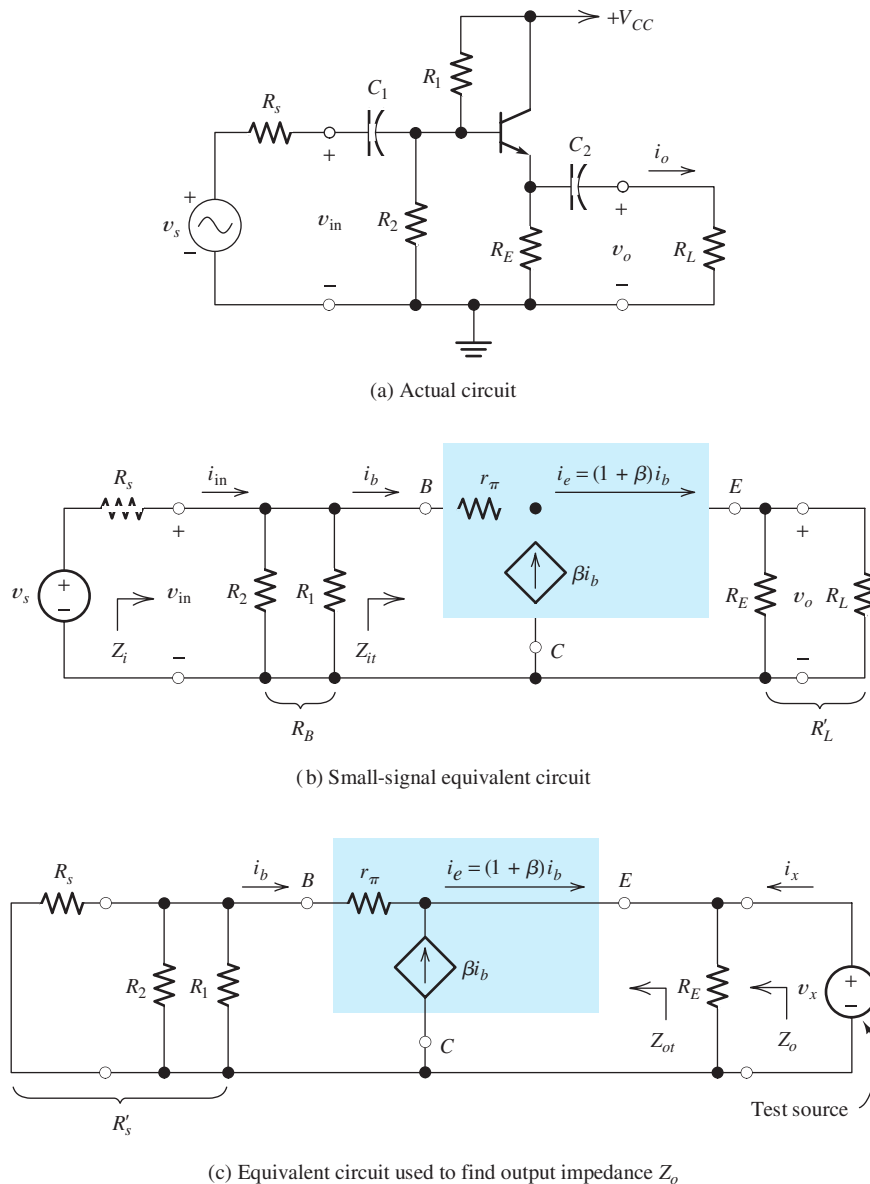 +V_CC
R_1
C_1
R_s
C_2
i_o
+
+
v_s
−
v_in
R_2
R_E
+
v_o
R_L
−
−
(a) Actual circuit
R_s
i_in
i_b
B
r_π
i_e = (1 + β)i_b
E
+
+
v_s
+
−
v_in
R_2
R_1
βi_b
R_E
v_o
R_L
Z_i
Z_it
C
−
−
R_B
R′_L
(b) Small-signal equivalent circuit
R_s
i_b
B
r_π
i_e = (1 + β)i_b
E
i_x
R_2
R_1
βi_b
R_E
v_x
+
−
C
Z_ot
Z_o
R′_s
Test source
(c) Equivalent circuit used to find output impedance Z_o